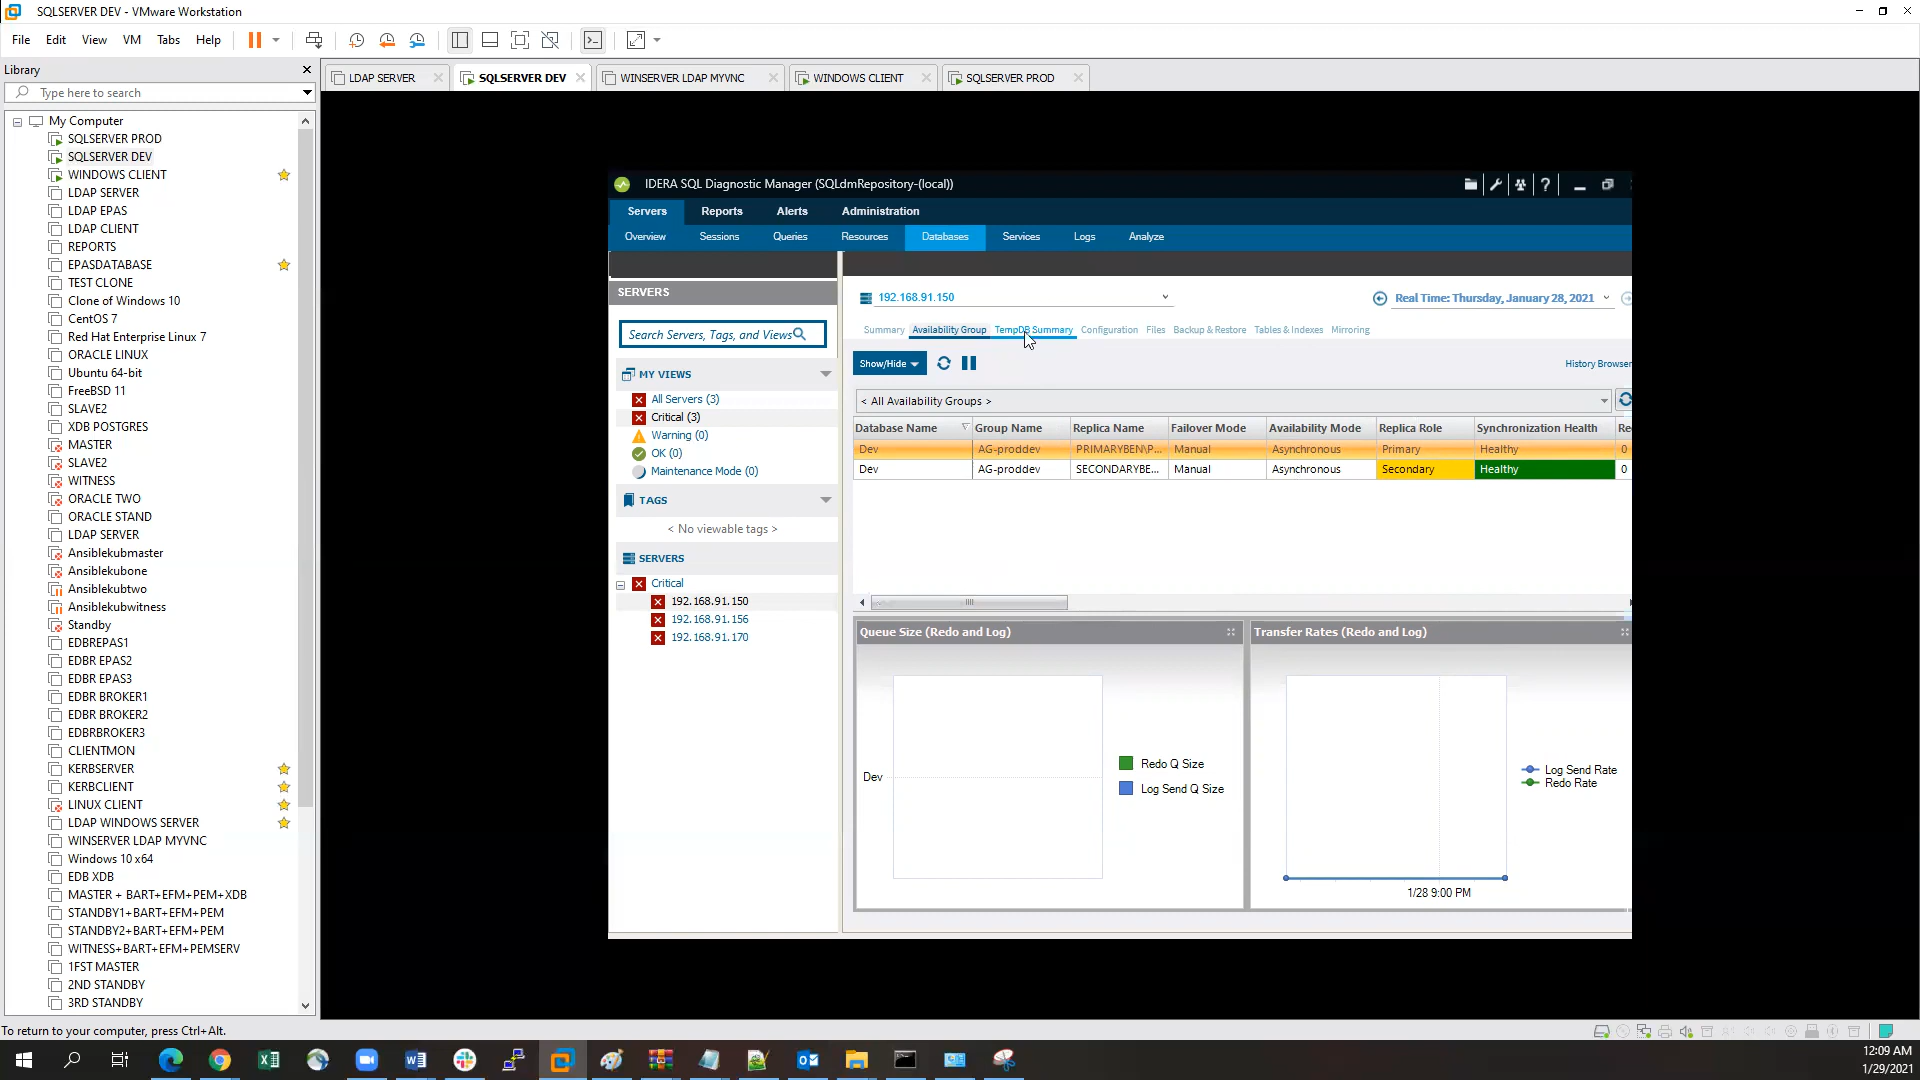 SQLSERVER DEV - VMware Workstation
File Edit View VM Tabs Help
Library
Type here to search
My Computer
SQLSERVER PROD
SQLSERVER DEV
WINDOWS CLIENT
LDAP SERVER
LDAP EPAS
LDAP CLIENT
REPORTS
EPASDATABASE
TEST CLONE
Clone of Windows 10
CentOS 7
Red Hat Enterprise Linux 7
ORACLE LINUX
Ubuntu 64-bit
FreeBSD 11
SLAVE2
XDB POSTGRES
MASTER
SLAVE2
WITNESS
ORACLE TWO
ORACLE STAND
LDAP SERVER
Ansiblekubmaster
Ansiblekubone
Ansiblekubtwo
Ansiblekubwitness
Standby
EDBREPAS1
EDBR EPAS2
EDBR EPAS3
EDBR BROKER1
EDBR BROKER2
EDBRBROKER3
CLIENTMON
KERBSERVER
KERBCLIENT
LINUX CLIENT
LDAP WINDOWS SERVER
WINSERVER LDAP MYVNC
Windows 10 x64
EDB XDB
MASTER + BART+EFM+PEM+XDB
STANDBY1+BART+EFM+PEM
STANDBY2+BART+EFM+PEM
WITNESS+BART+EFM+PEMSERV
1FST MASTER
2ND STANDBY
3RD STANDBY
LDAP SERVER SQLSERVER DEV WINSERVER LDAP MYVNC WINDOWS CLIENT SQLSERVER PROD
IDERA SQL Diagnostic Manager (SQLdmRepository-(local))
Servers Reports Alerts Administration
Overview Sessions Queries Resources Databases Services Logs Analyze
SERVERS
Search Servers, Tags, and Views
MY VIEWS
All Servers (3)
Critical (3)
Warning (0)
OK (0)
Maintenance Mode (0)
TAGS
< No viewable tags >
SERVERS
Critical
192.168.91.150
192.168.91.156
192.168.91.170
192.168.91.150 Real Time: Thursday, January 28, 2021
Summary Availability Group TempDB Summary Configuration Files Backup & Restore Tables & Indexes Mirroring
Show/Hide History Browser
< All Availability Groups >
Database Name Group Name Replica Name Failover Mode Availability Mode Replica Role Synchronization Health Re
Dev AG-proddev PRIMARYBEN\P... Manual Asynchronous Primary Healthy 0
Dev AG-proddev SECONDARYBE... Manual Asynchronous Secondary Healthy 0
Queue Size (Redo and Log)
Dev
Redo Q Size
Log Send Q Size
Transfer Rates (Redo and Log)
Log Send Rate
Redo Rate
1/28 9:00 PM
To return to your computer, press Ctrl+Alt.
12:09 AM
1/29/2021